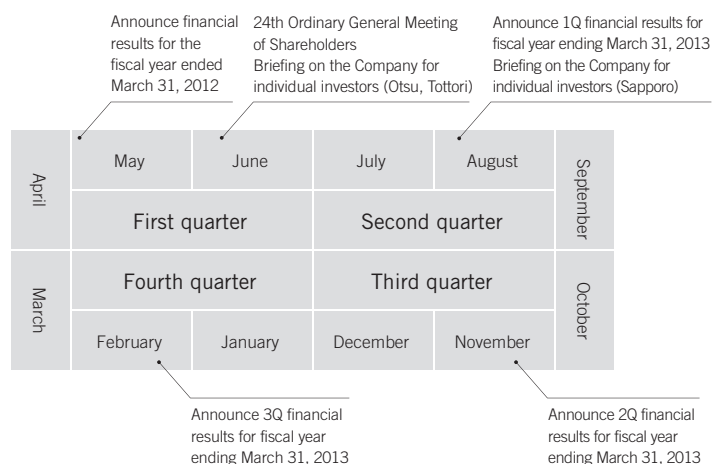 Announce financial
results for the
fiscal year ended
March 31, 2012
24th Ordinary General Meeting
of Shareholders
Briefing on the Company for
individual investors (Otsu, Tottori)
Announce 1Q financial results for
fiscal year ending March 31, 2013
Briefing on the Company for
individual investors (Sapporo)
April
May
June
July
August
September
First quarter
Second quarter
Fourth quarter
Third quarter
March
February
January
December
November
October
Announce 3Q financial
results for fiscal year
ending March 31, 2013
Announce 2Q financial
results for fiscal year
ending March 31, 2013